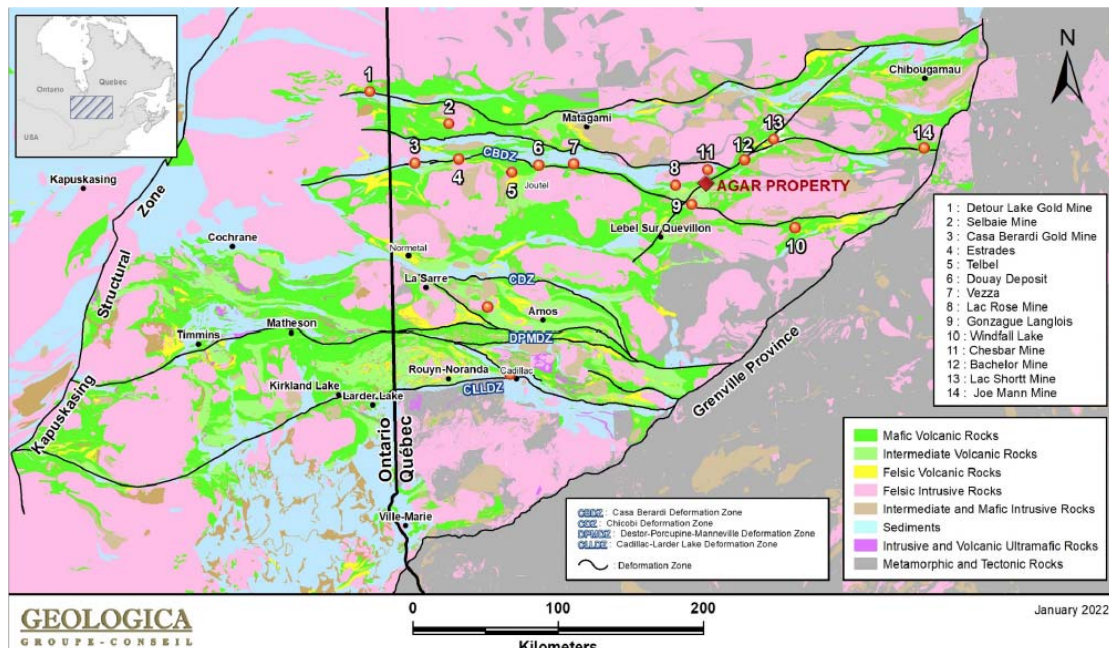 Ontario
Quebec
USA
N
1
2
3
4
5
6
7
8
9
10
11
12
13
14
Chibougamau
Matagami
CBDZ
Joutel
AGAR PROPERTY
Lebel Sur Quevillon
Kapuskasing
Cochrane
Normetal
La Sarre
CDZ
Amos
Timmins
Matheson
DPMDZ
Rouyn-Noranda
Cadillac
Kirkland Lake
Larder Lake
CLLDZ
Ville-Marie
Ontario
Québec
Kapuskasing
Structural
Zone
Grenville Province
1 : Detour Lake Gold Mine
2 : Selbaie Mine
3 : Casa Berardi Gold Mine
4 : Estrades
5 : Telbel
6 : Douay Deposit
7 : Vezza
8 : Lac Rose Mine
9 : Gonzague Langlois
10 : Windfall Lake
11 : Chesbar Mine
12 : Bachelor Mine
13 : Lac Shortt Mine
14 : Joe Mann Mine
Mafic Volcanic Rocks
Intermediate Volcanic Rocks
Felsic Volcanic Rocks
Felsic Intrusive Rocks
Intermediate and Mafic Intrusive Rocks
Sediments
Intrusive and Volcanic Ultramafic Rocks
Metamorphic and Tectonic Rocks
CBDZ : Casa Berardi Deformation Zone
CDZ : Chicobi Deformation Zone
DPMDZ : Destor-Porcupine-Manneville Deformation Zone
CLLDZ : Cadillac-Larder Lake Deformation Zone
: Deformation Zone
GEOLOGICA
GROUPE-CONSEIL
0 100 200
Kilometers
January 2022